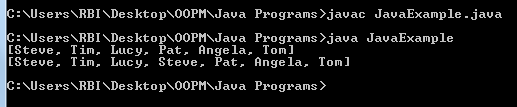 C:\Users\RBI\Desktop\OOPM\Java Programs>javac JavaExample.java
C:\Users\RBI\Desktop\OOPM\Java Programs>java JavaExample
[Steve, Tim, Lucy, Pat, Angela, Tom]
[Steve, Tim, Lucy, Steve, Pat, Angela, Tom]
C:\Users\RBI\Desktop\OOPM\Java Programs>